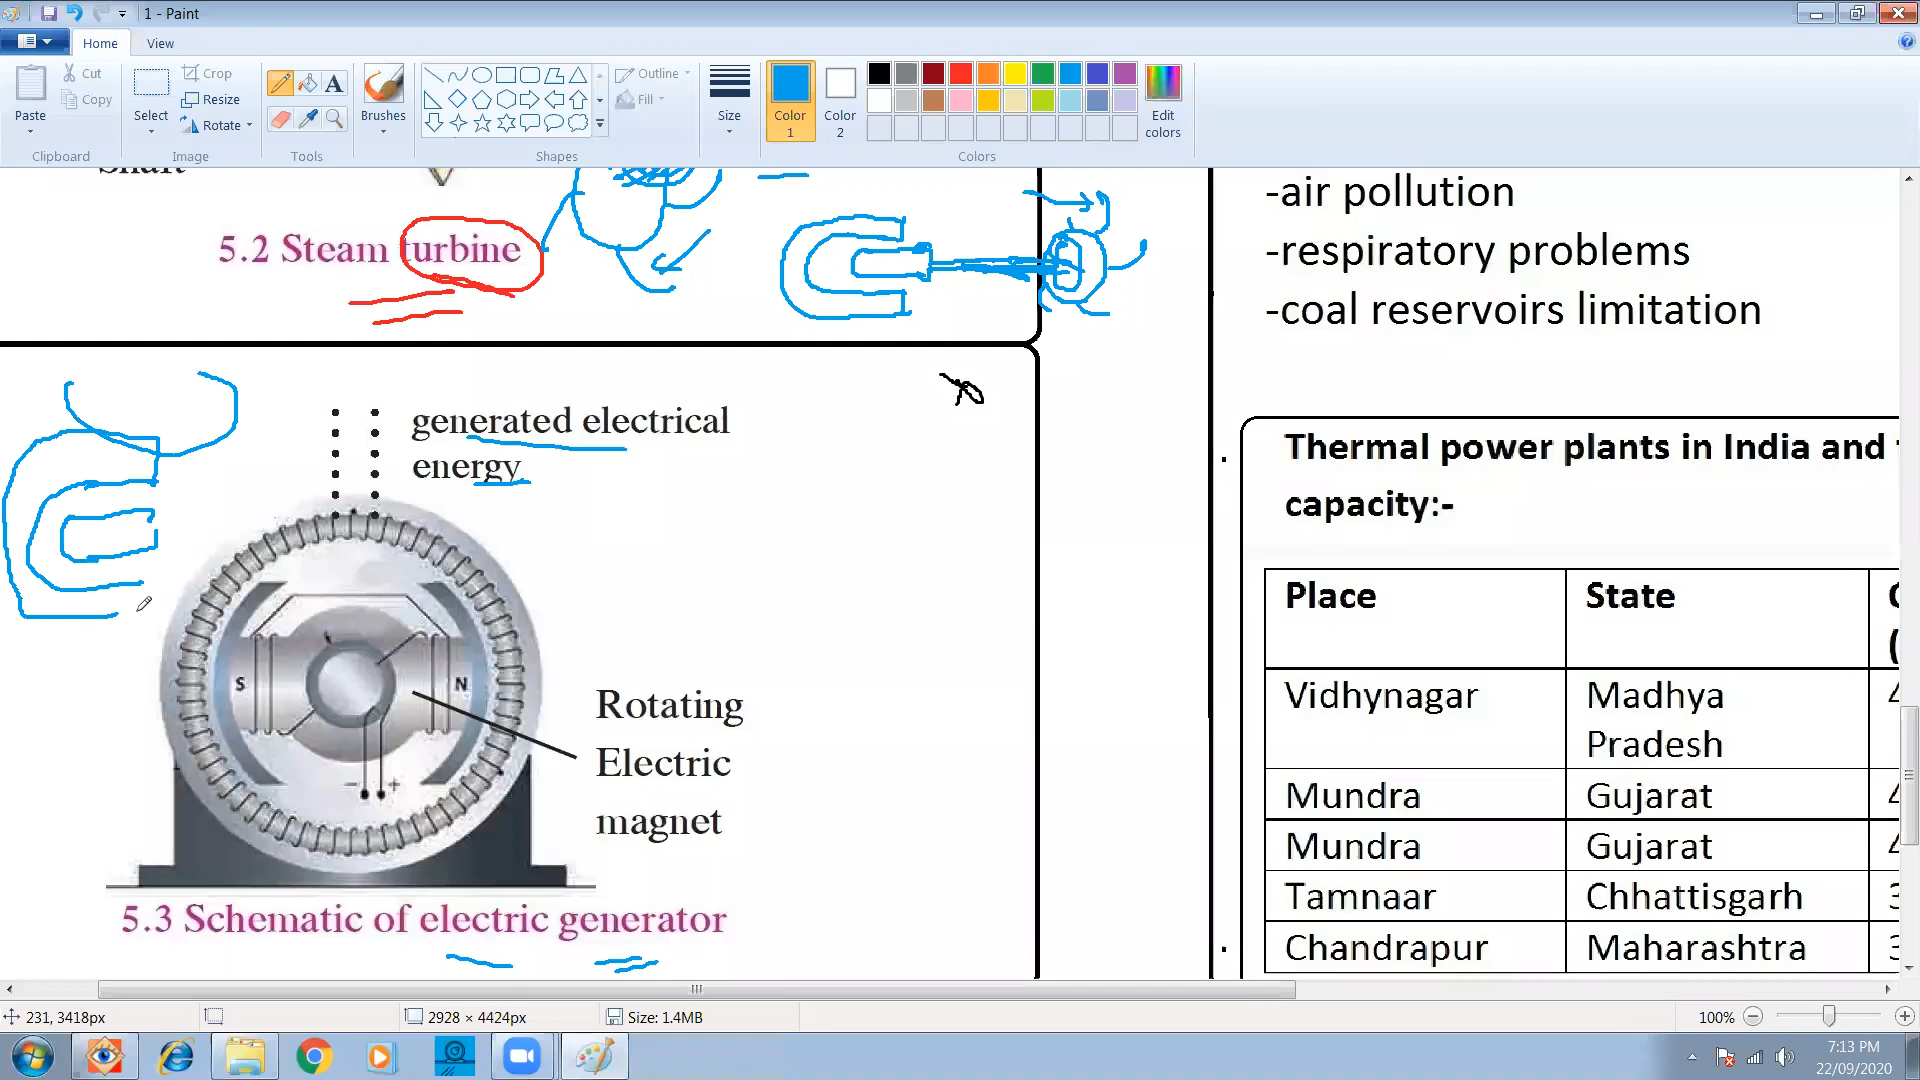 1 - Paint
Home View
Paste
Cut
Copy
Clipboard
Select
Crop
Resize
Rotate
Image
A
Tools
Brushes
Outline
Fill
Shapes
Size
Color 1
Color 2
Edit colors
Colors
Shaft
5.2 Steam turbine
generated electrical
energy
S
N
- +
Rotating
Electric
magnet
5.3 Schematic of electric generator
-air pollution
-respiratory problems
-coal reservoirs limitation
Thermal power plants in India and
capacity:-
Place State
Vidhynagar Madhya Pradesh
Mundra Gujarat
Mundra Gujarat
Tamnaar Chhattisgarh
Chandrapur Maharashtra
231, 3418px
2928 × 4424px
Size: 1.4MB
100%
7:13 PM
22/09/2020